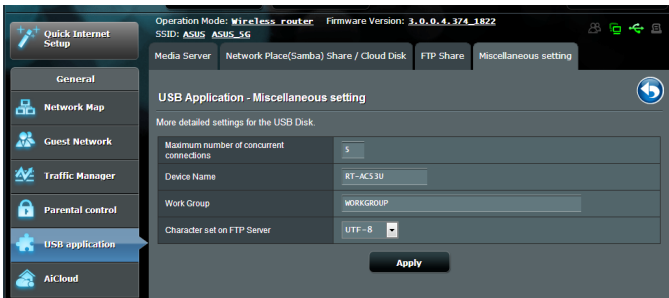 Quick Internet
Setup
Operation Mode: Wireless router Firmware Version: 3.0.0.4.374_1822
SSID: ASUS ASUS_5G
Media Server Network Place(Samba) Share / Cloud Disk FTP Share Miscellaneous setting
General
Network Map
Guest Network
Traffic Manager
Parental control
USB application
AiCloud
USB Application - Miscellaneous setting
More detailed settings for the USB Disk.
Maximum number of concurrent
connections
5
Device Name RT-AC53U
Work Group WORKGROUP
Character set on FTP Server UTF-8
Apply